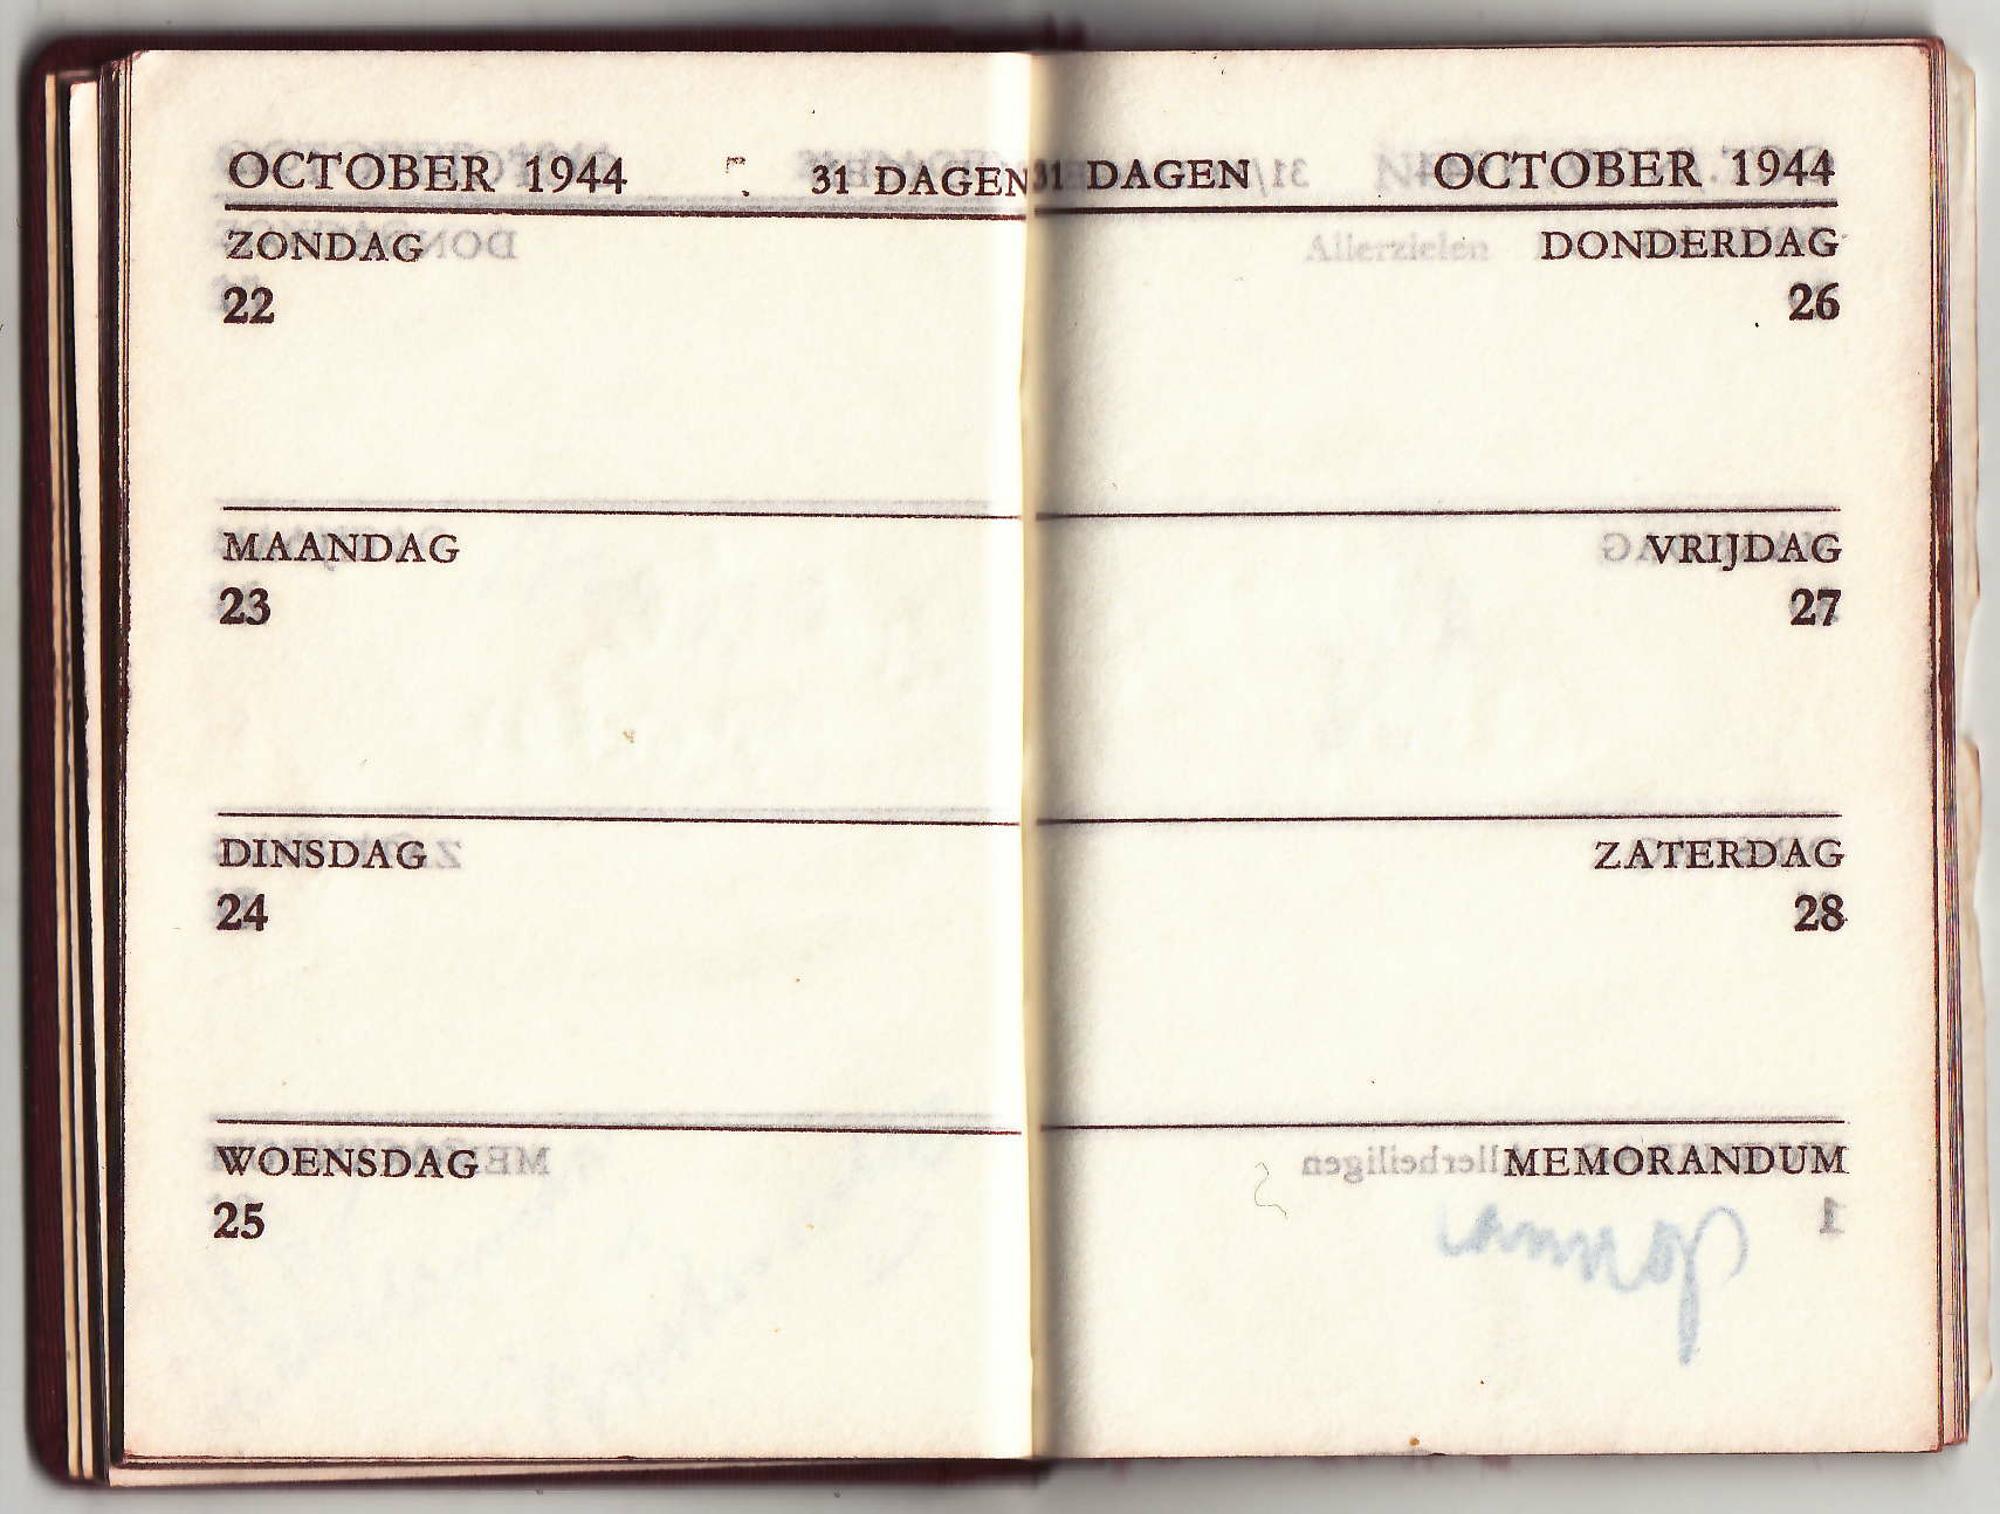 OCTOBER 1944 31 DAGEN
ZONDAG
22
MAANDAG
23
DINSDAG
24
WOENSDAG
25
31 DAGEN OCTOBER 1944
Allerzielen DONDERDAG
26
VRIJDAG
27
ZATERDAG
28
MEMORANDUM